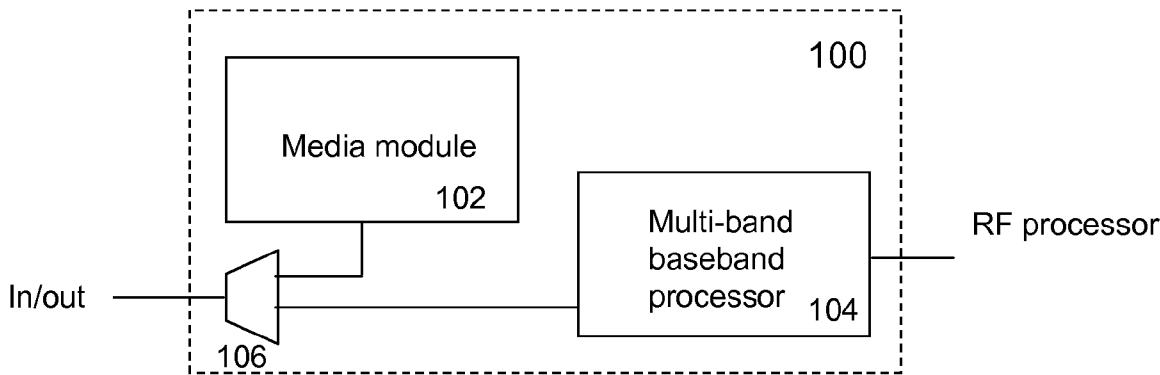 100
Media module
102
Multi-band
baseband
processor
104
RF processor
In/out
106